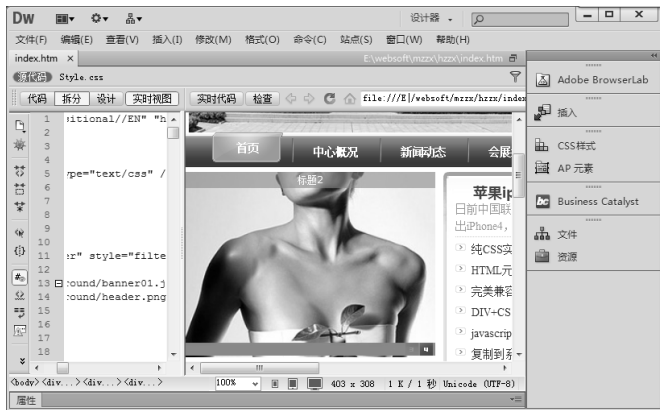 Dw 设计器
文件(F) 编辑(E) 查看(V) 插入(I) 修改(M) 格式(O) 命令(C) 站点(S) 窗口(W) 帮助(H)
index.htm × E:\websoft\mzzx\hzzx\index.htm
源代码 Style.css
代码 拆分 设计 实时视图 实时代码 检查 file:///E|/websoft/mzzx/hzzx/index
1 sitional//EN" "h
2
3
4
5 ype="text/css" /
6
7
8
9
10
11 er" style="filte
12
13 round/banner01.j
14 round/header.png
15
16
17
18
首页 中心概况 新闻动态 会展
标题2
苹果ip
日前中国联
出iPhone4，
纯CSS实
HTML元
完美兼容
DIV+CS
javascrip
复制到系
4
<body><div...><div...><div...> 100% 403 x 308 1 K / 1 秒 Unicode (UTF-8)
属性
Adobe BrowserLab
插入
CSS样式
AP 元素
Business Catalyst
文件
资源